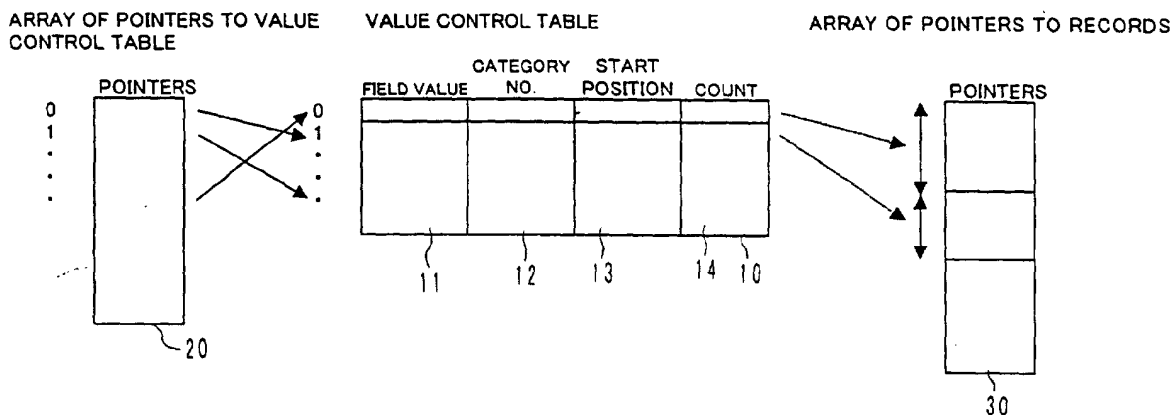 ARRAY OF POINTERS TO VALUE
CONTROL TABLE
VALUE CONTROL TABLE
ARRAY OF POINTERS TO RECORDS
POINTERS
0
1
.
.
.
0
1
.
.
.
FIELD VALUE
CATEGORY
NO.
START
POSITION
COUNT
POINTERS
11
12
13
14
10
20
30